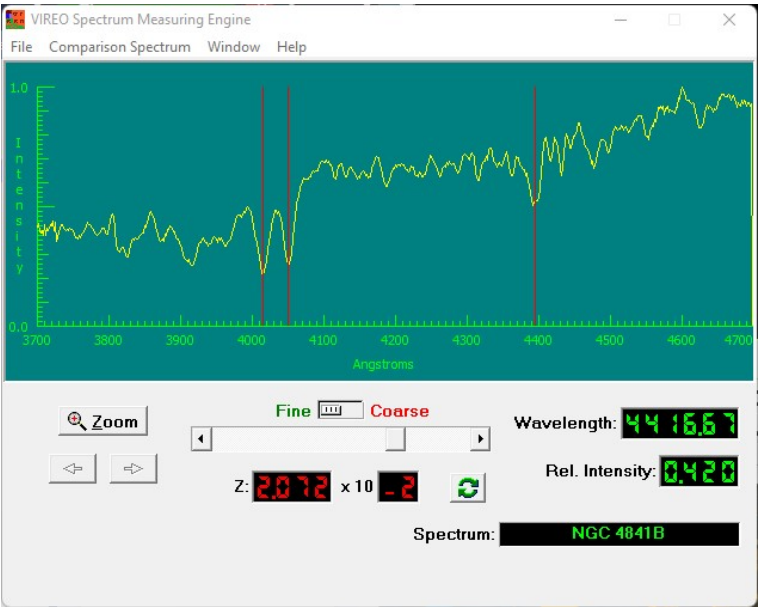 VIREO Spectrum Measuring Engine
File Comparison Spectrum Window Help
1.0
Intensity
0.0
3700 3800 3900 4000 4100 4200 4300 4400 4500 4600 4700
Angstroms
Fine Coarse
Zoom
Wavelength: 4416.67
Z: 2.072 x 10 -2
Rel. Intensity: 0.420
Spectrum: NGC 4841B